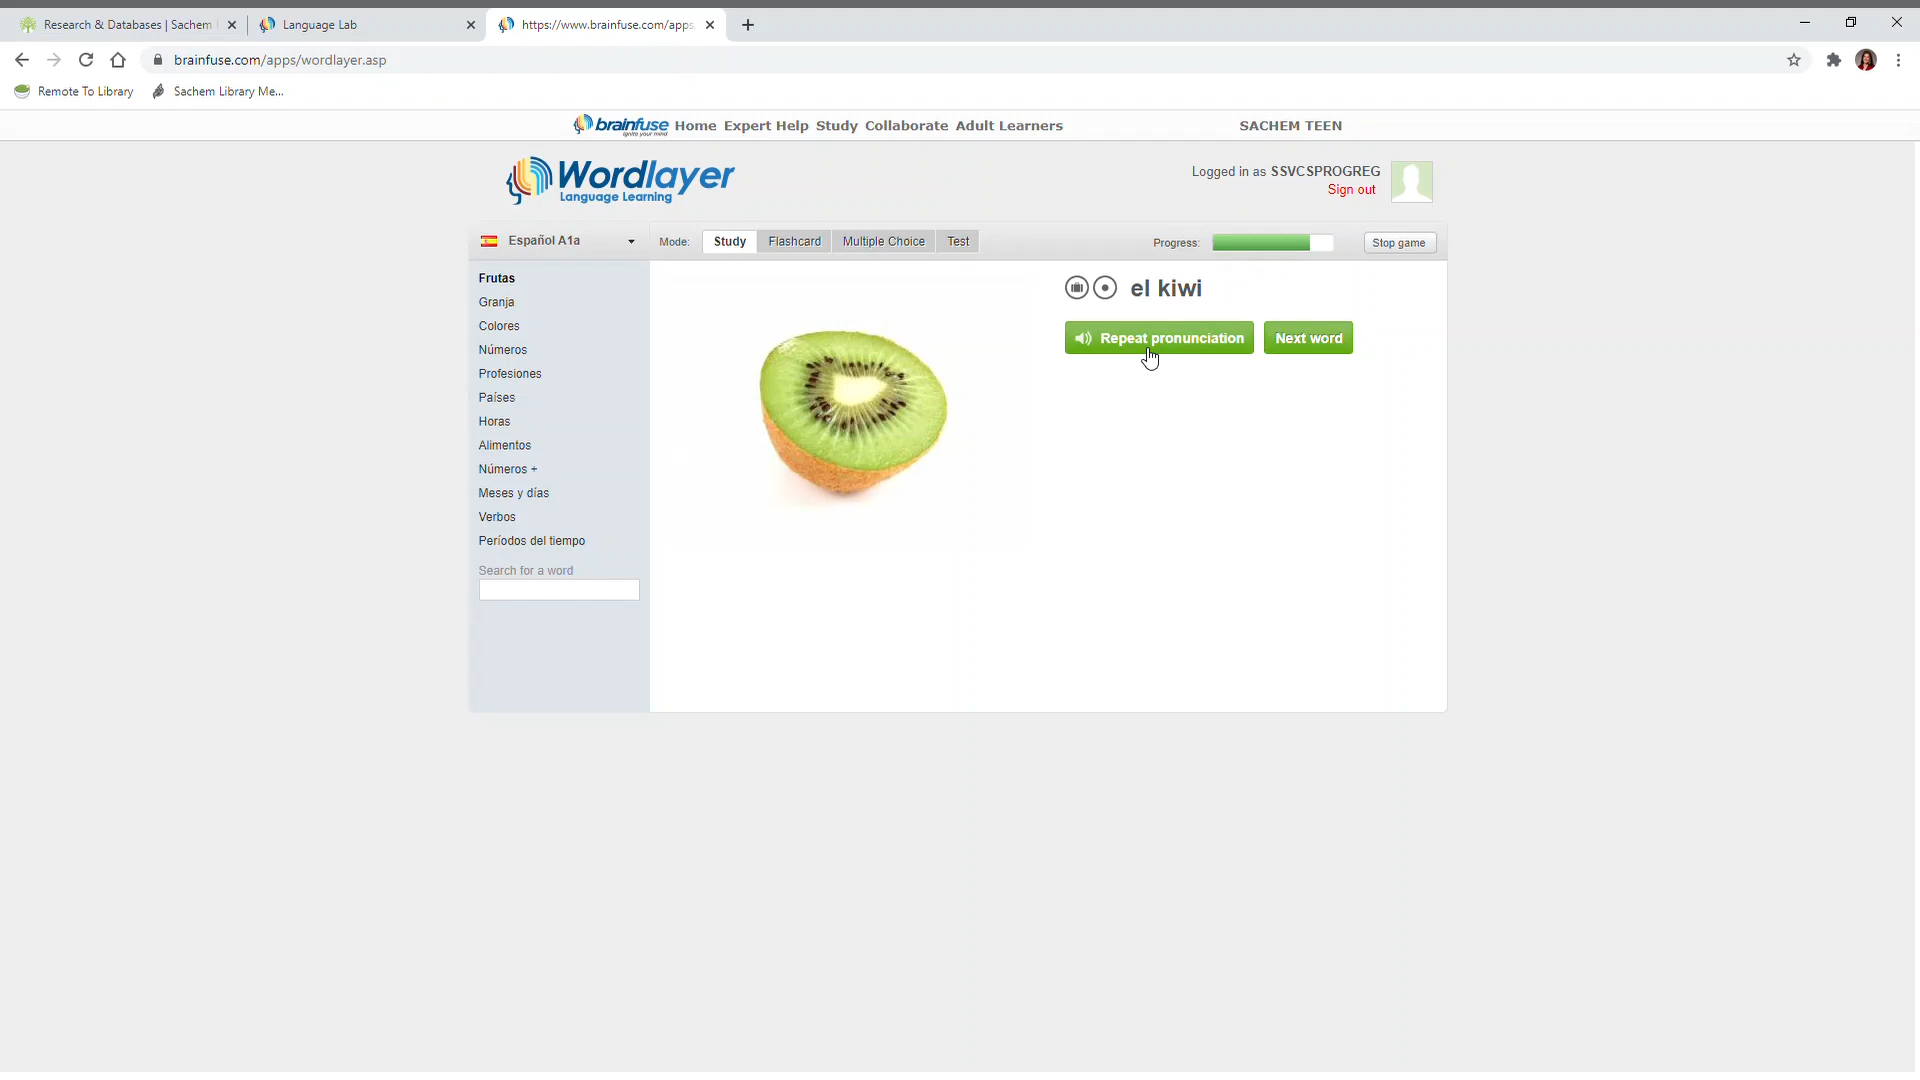 Research & Databases | Sachem
Language Lab
https://www.brainfuse.com/apps
brainfuse.com/apps/wordlayer.asp
Remote To Library
Sachem Library Me...
brainfuse Home Expert Help Study Collaborate Adult Learners SACHEM TEEN
ignite your mind
Wordlayer
Language Learning
Logged in as SSVCSPROGREG
Sign out
Español A1a
Mode: Study Flashcard Multiple Choice Test
Progress:
Stop game
Frutas
Granja
Colores
Números
Profesiones
Países
Horas
Alimentos
Números +
Meses y días
Verbos
Períodos del tiempo
Search for a word
el kiwi
Repeat pronunciation
Next word